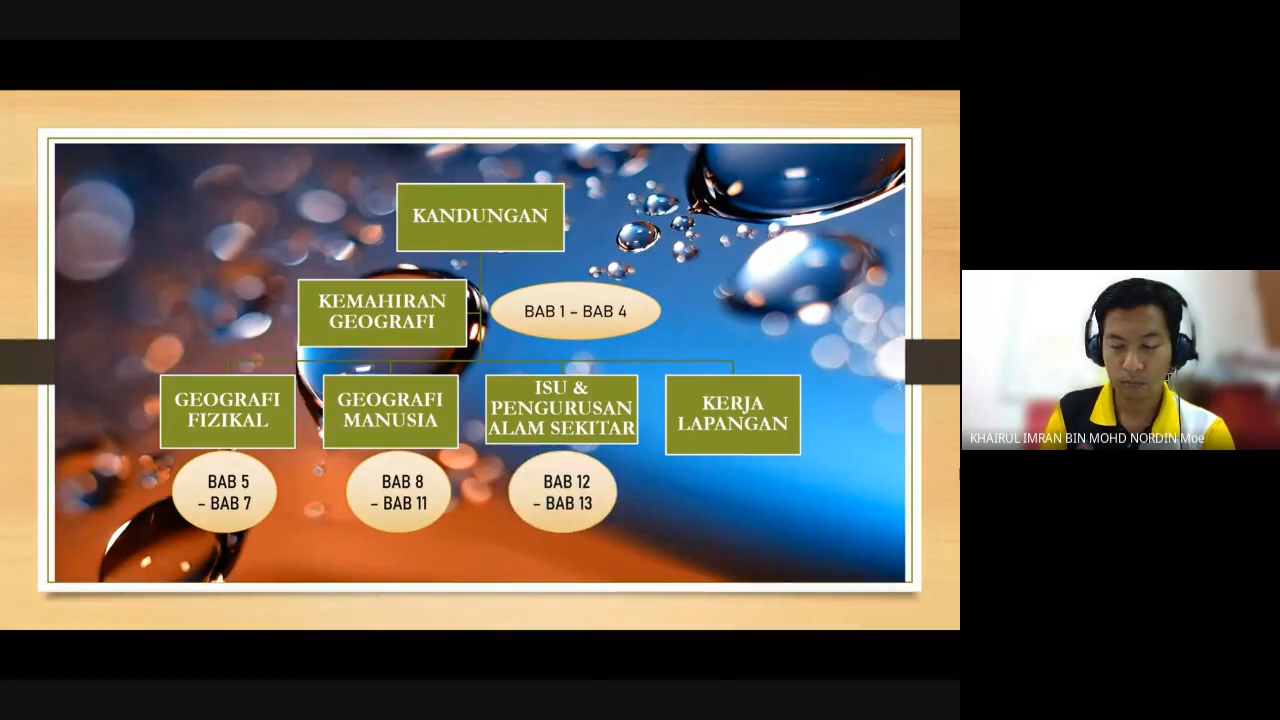 KANDUNGAN
KEMAHIRAN
GEOGRAFI
BAB 1 – BAB 4
GEOGRAFI
FIZIKAL
GEOGRAFI
MANUSIA
ISU &
PENGURUSAN
ALAM SEKITAR
KERJA
LAPANGAN
BAB 5
– BAB 7
BAB 8
– BAB 11
BAB 12
– BAB 13
KHAIRUL IMRAN BIN MOHD NORDIN Moe